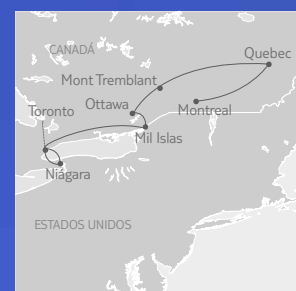 CANADÁ
Quebec
Mont Tremblant
Ottawa
Montreal
Toronto
Mil Islas
Niágara
ESTADOS UNIDOS